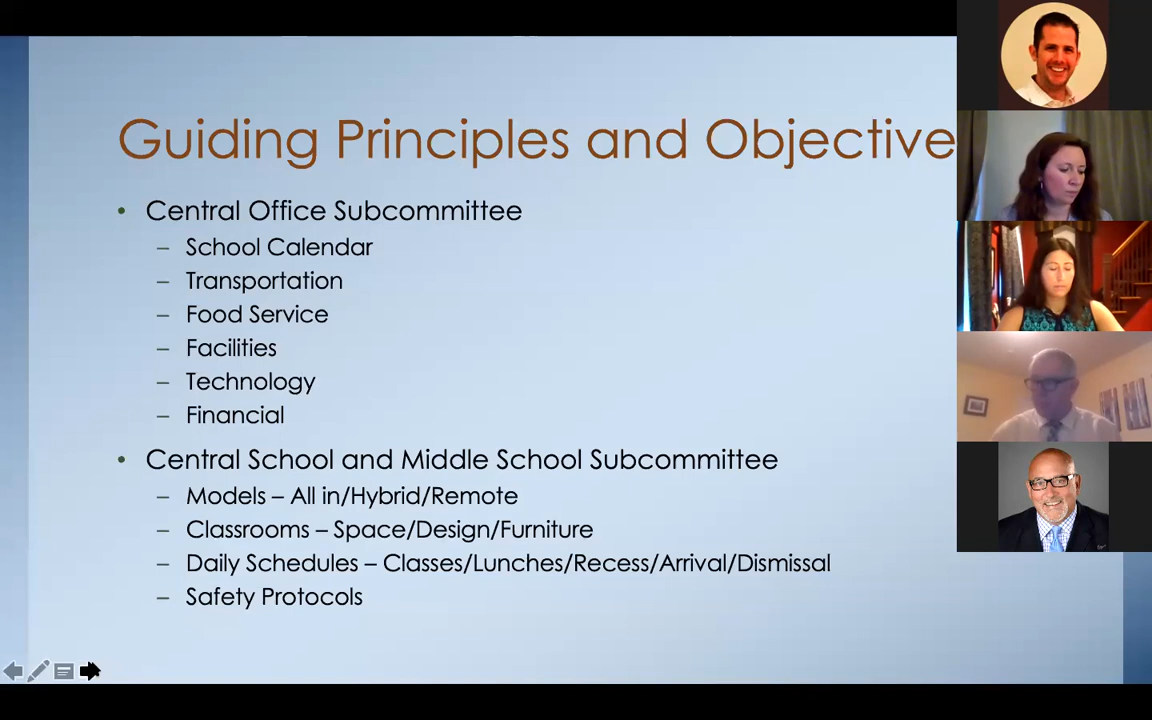 Guiding Principles and Objective
• Central Office Subcommittee
– School Calendar
– Transportation
– Food Service
– Facilities
– Technology
– Financial
• Central School and Middle School Subcommittee
– Models – All in/Hybrid/Remote
– Classrooms – Space/Design/Furniture
– Daily Schedules – Classes/Lunches/Recess/Arrival/Dismissal
– Safety Protocols